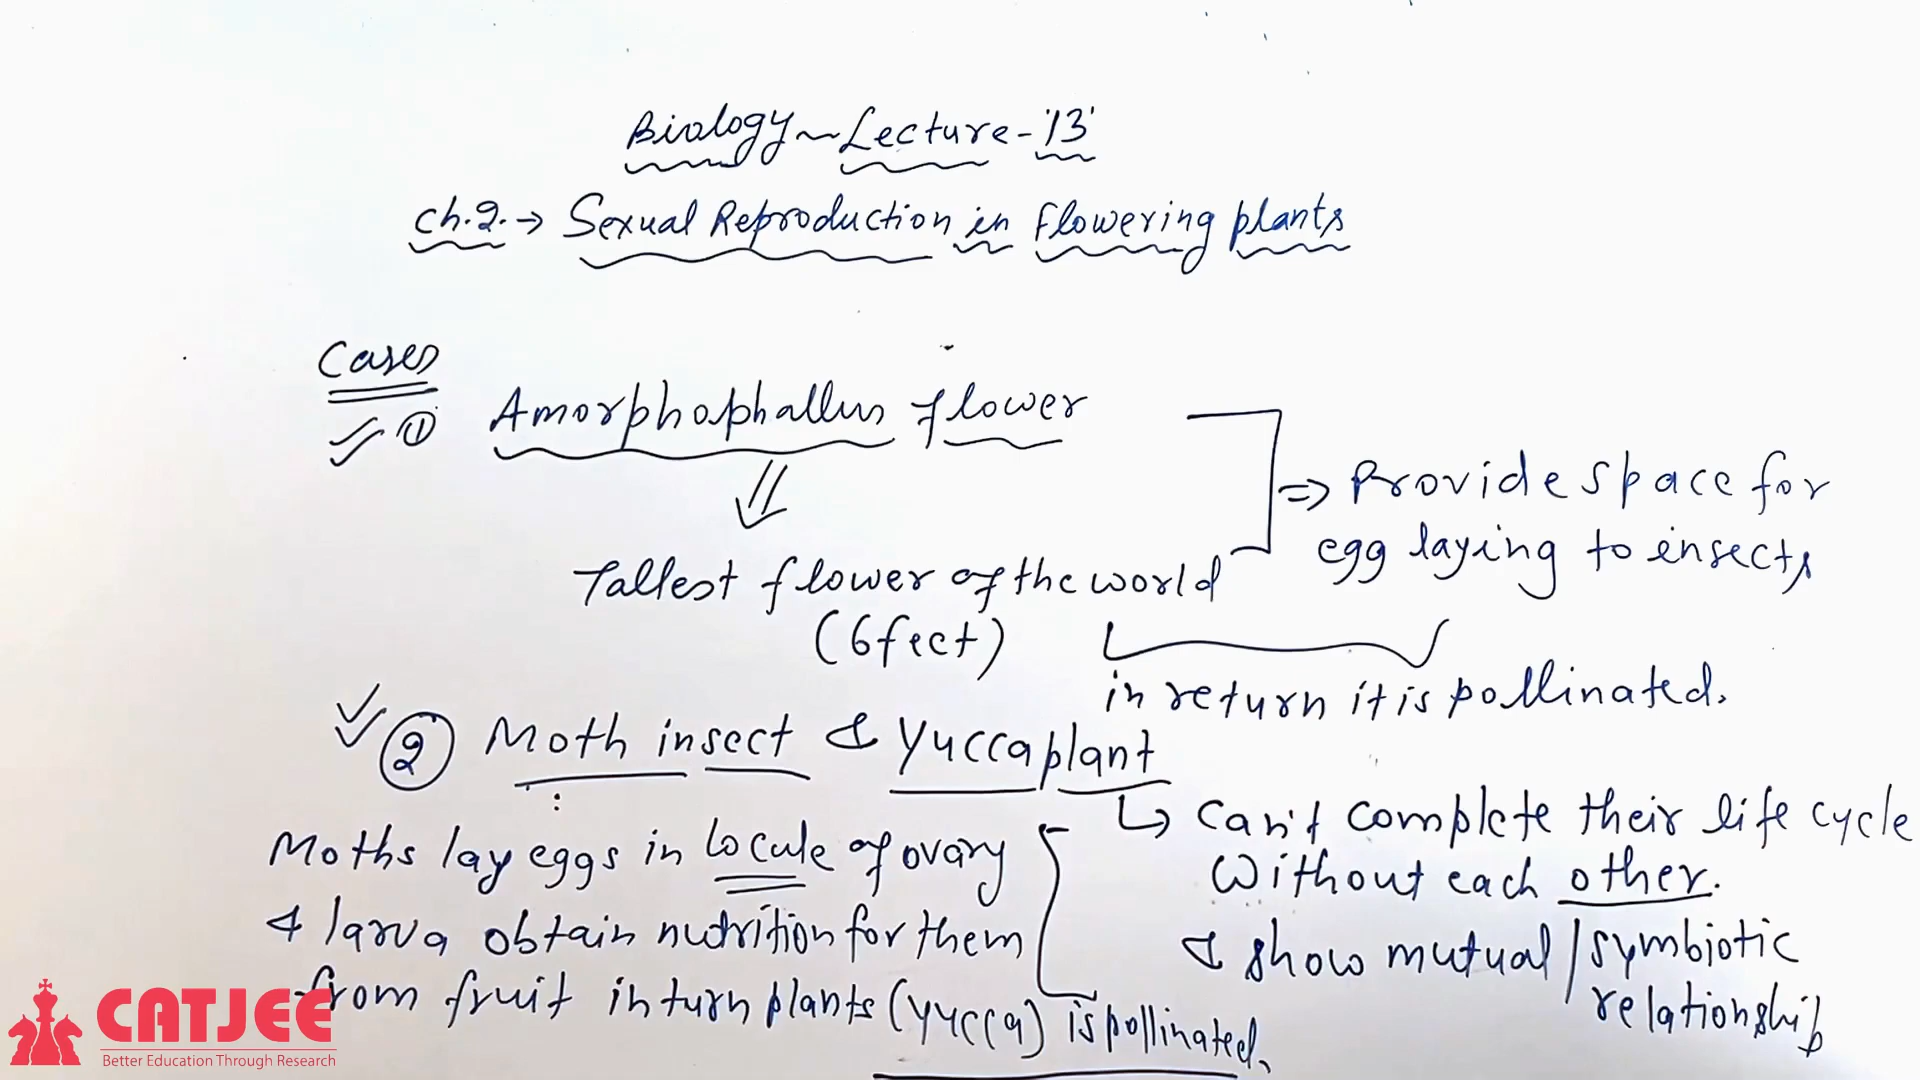 Biology~Lecture-'13'
Ch.2.→ Sexual Reproduction in Flowering plants
Cases
① Amorphophallus flower
⇒ Provide space for
egg laying to insects
Tallest flower of the world
(6feet)
in return it is pollinated.
② Moth insect & Yucca plant
↳ Can't complete their life cycle
Without each other.
& show mutual/symbiotic
relationship
Moths lay eggs in locule of ovary
& larva obtain nutrition for them
from fruit in turn plants (yucca) is pollinated.
CATJEE
Better Education Through Research